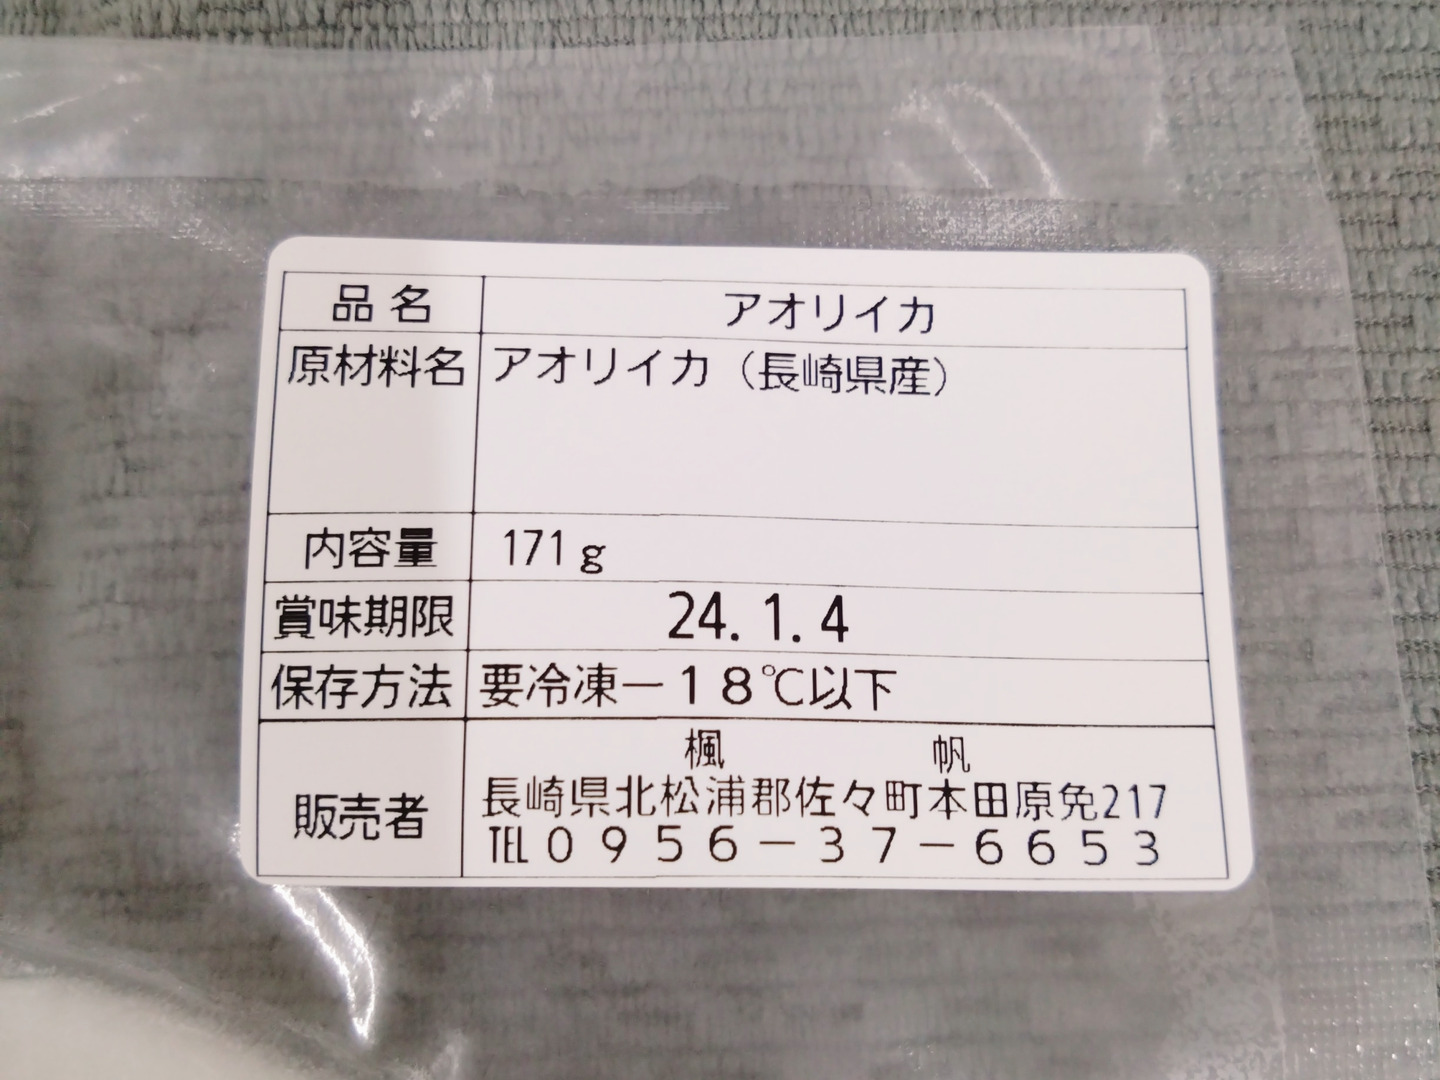 品名 アオリイカ
原材料名 アオリイカ（長崎県産）
内容量 171g
賞味期限 24.1.4
保存方法 要冷凍－１８℃以下
販売者 楓 帆
長崎県北松浦郡佐々町本田原免217
TEL０９５６－３７－６６５３